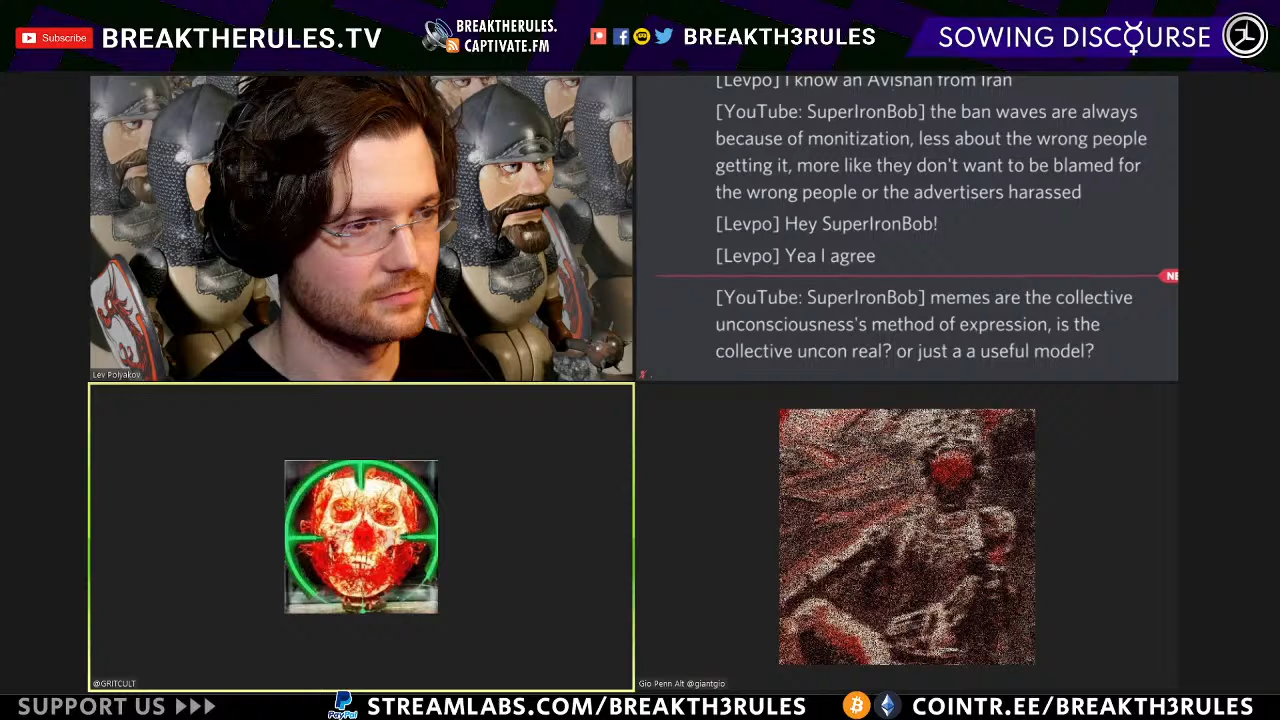 Subscribe BREAKTHERULES.TV BREAKTHERULES. CAPTIVATE.FM BREAKTH3RULES SOWING DISCOURSE
[Levpo] I know an Avishan from Iran
[YouTube: SuperIronBob] the ban waves are always
because of monitization, less about the wrong people
getting it, more like they don't want to be blamed for
the wrong people or the advertisers harassed
[Levpo] Hey SuperIronBob!
[Levpo] Yea I agree
NE
[YouTube: SuperIronBob] memes are the collective
unconsciousness's method of expression, is the
collective uncon real? or just a a useful model?
Lev Polyakov
@GRITCULT
Gio Penn Alt @giantgio
SUPPORT US >>> PayPal STREAMLABS.COM/BREAKTH3RULES COINTR.EE/BREAKTH3RULES